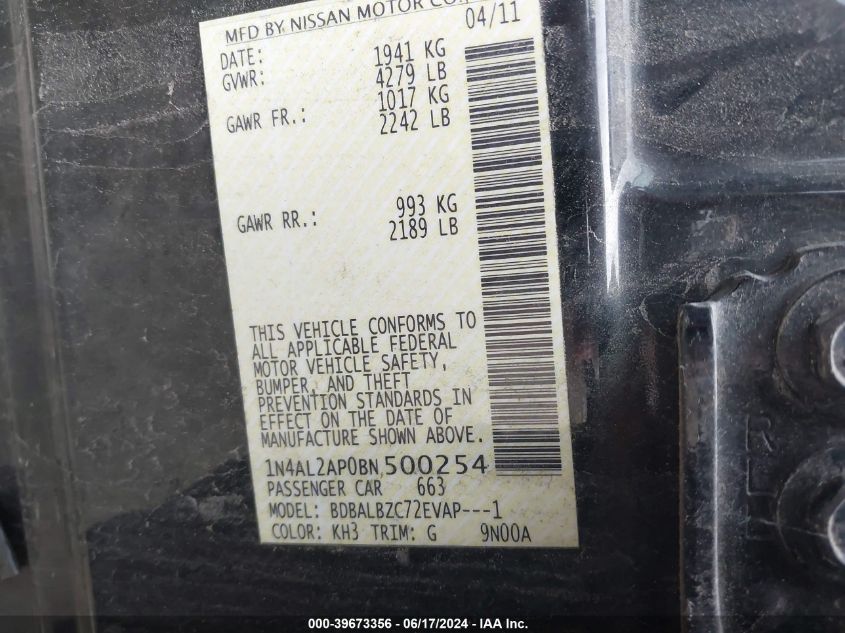 MFD BY NISSAN MOTOR CO.
DATE: 04/11
GVWR: 1941 KG
4279 LB
GAWR FR.: 1017 KG
2242 LB
GAWR RR.: 993 KG
2189 LB
THIS VEHICLE CONFORMS TO
ALL APPLICABLE FEDERAL
MOTOR VEHICLE SAFETY,
BUMPER, AND THEFT
PREVENTION STANDARDS IN
EFFECT ON THE DATE OF
MANUFACTURE SHOWN ABOVE.
1N4AL2AP0BN500254
PASSENGER CAR 663
MODEL: BDBALBZC72EVAP---1
COLOR: KH3 TRIM: G 9N00A
000-39673356 - 06/17/2024 - IAA Inc.